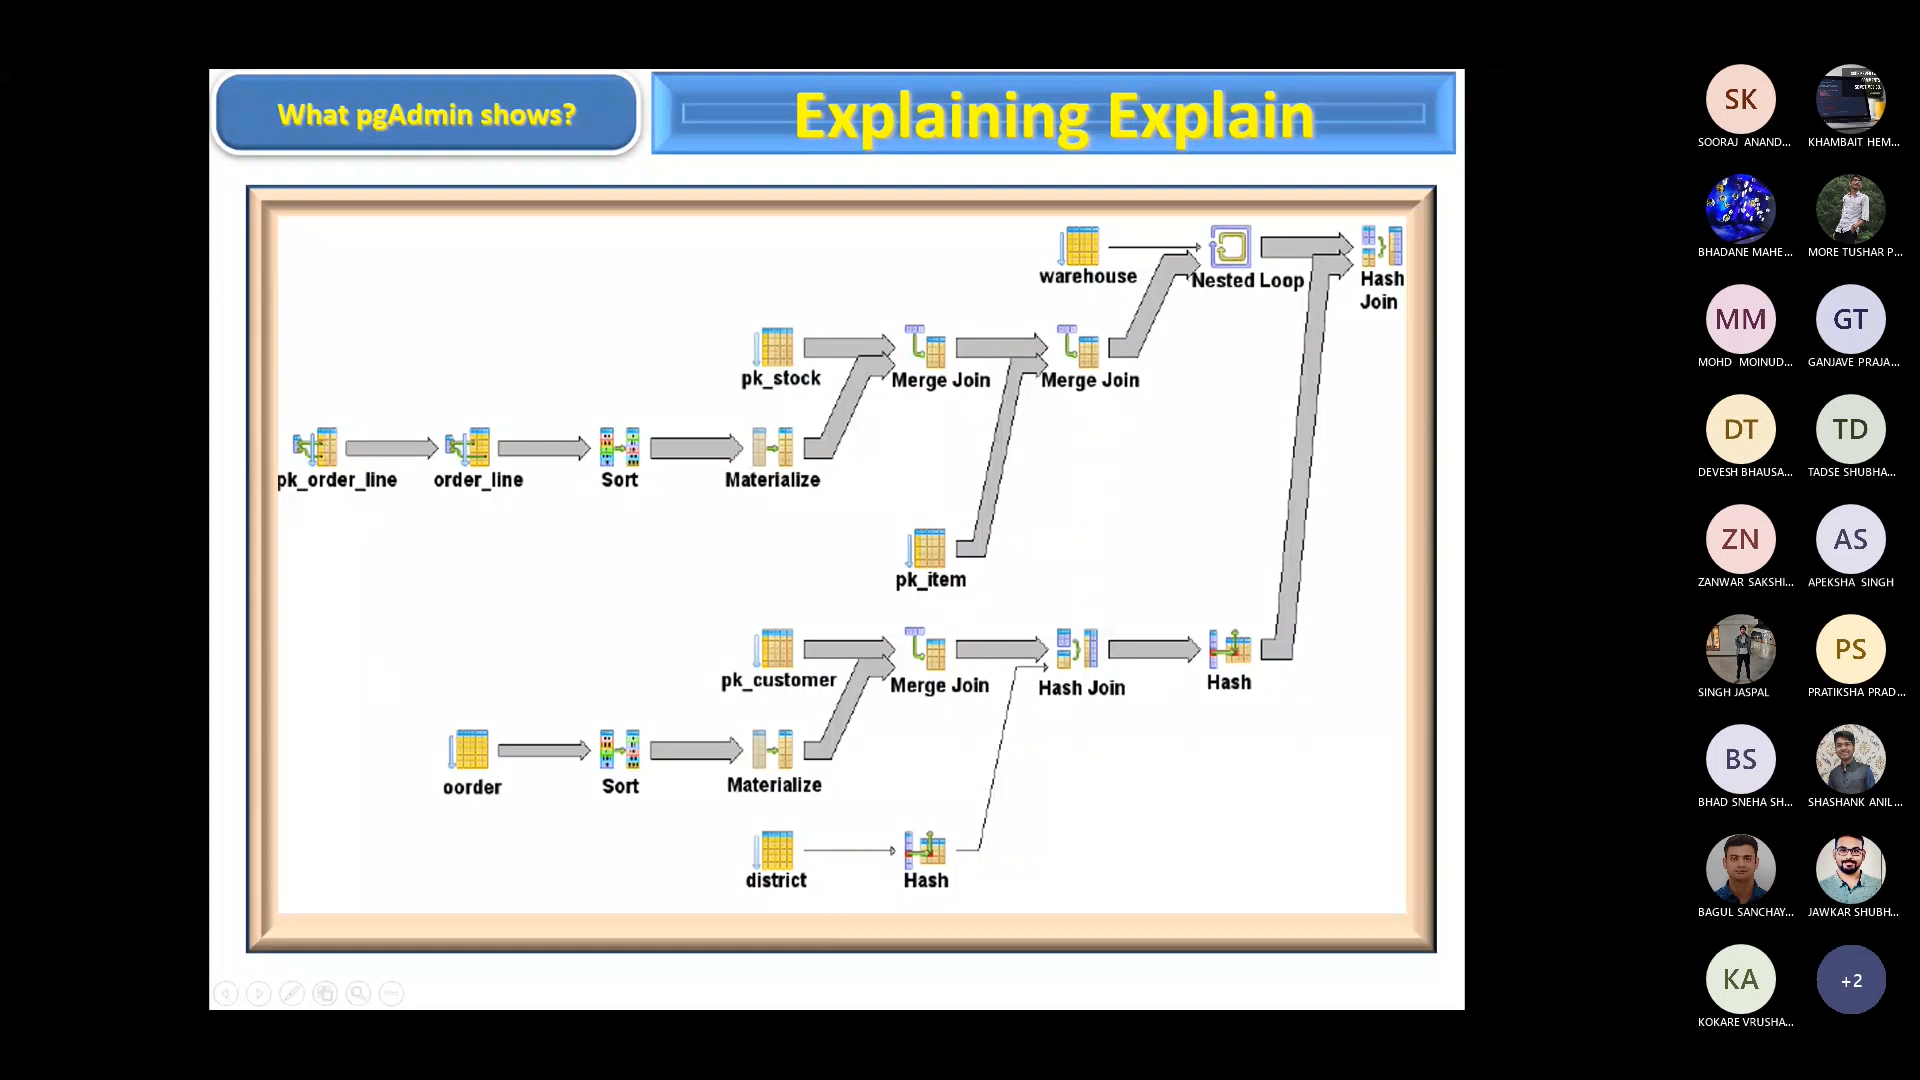 What pgAdmin shows?
Explaining Explain
warehouse
Nested Loop
Hash
Join
pk_stock
Merge Join
Merge Join
pk_order_line
order_line
Sort
Materialize
pk_item
pk_customer
Merge Join
Hash Join
Hash
oorder
Sort
Materialize
district
Hash
SK
SOORAJ ANAND...
KHAMBAIT HEM...
BHADANE MAHE...
MORE TUSHAR P...
MM
MOHD MOINUD...
GT
GANJAVE PRAJA...
DT
DEVESH BHAUSA...
TD
TADSE SHUBHA...
ZN
ZANWAR SAKSHI...
AS
APEKSHA SINGH
SINGH JASPAL
PS
PRATIKSHA PRAD...
BS
BHAD SNEHA SH...
SHASHANK ANIL...
BAGUL SANCHAY...
JAWKAR SHUBH...
KA
KOKARE VRUSHA...
+2